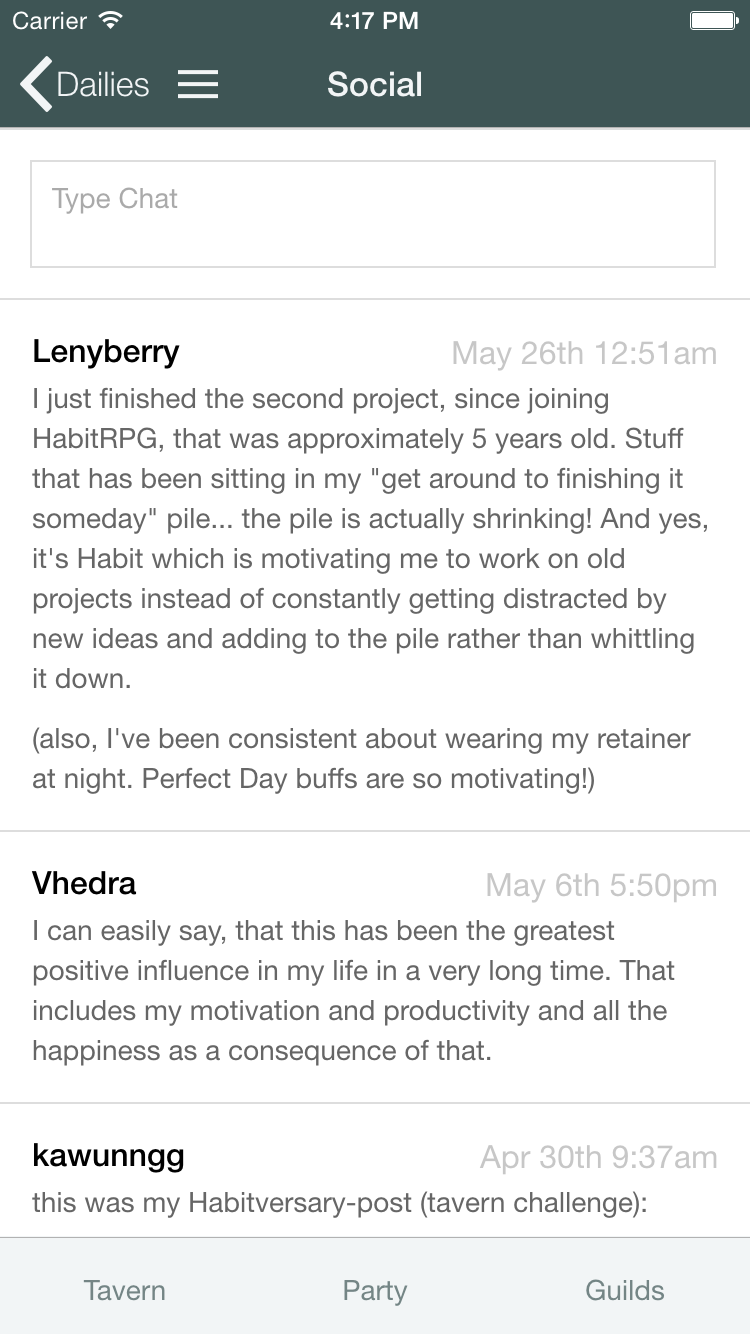 Carrier 4:17 PM
Dailies Social
Type Chat
Lenyberry May 26th 12:51am
I just finished the second project, since joining
HabitRPG, that was approximately 5 years old. Stuff
that has been sitting in my "get around to finishing it
someday" pile... the pile is actually shrinking! And yes,
it's Habit which is motivating me to work on old
projects instead of constantly getting distracted by
new ideas and adding to the pile rather than whittling
it down.
(also, I've been consistent about wearing my retainer
at night. Perfect Day buffs are so motivating!)
Vhedra May 6th 5:50pm
I can easily say, that this has been the greatest
positive influence in my life in a very long time. That
includes my motivation and productivity and all the
happiness as a consequence of that.
kawunngg Apr 30th 9:37am
this was my Habitversary-post (tavern challenge):
Tavern Party Guilds